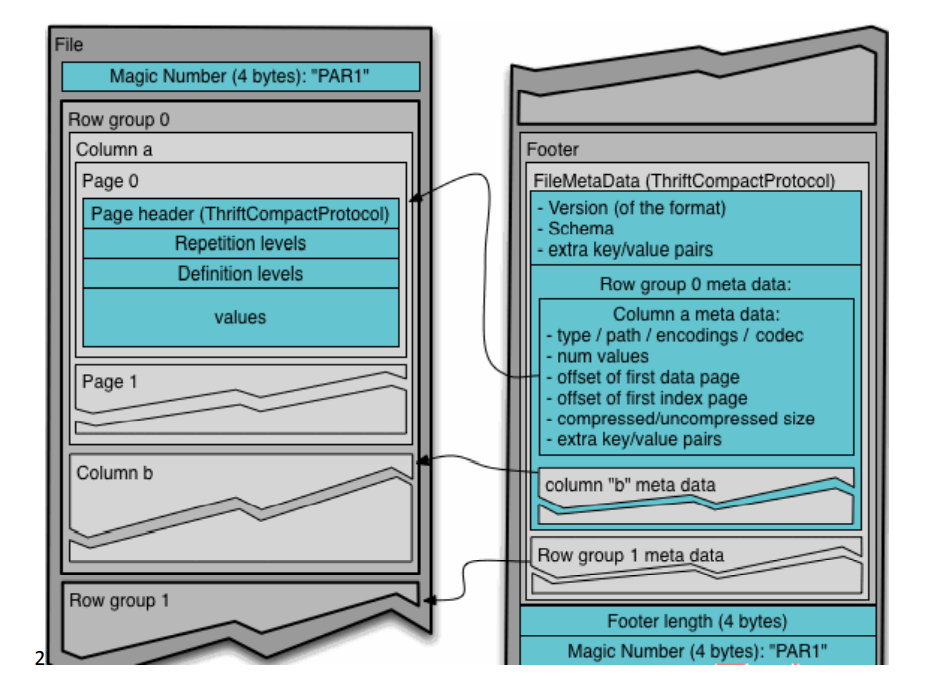 File
Magic Number (4 bytes): "PAR1"
Row group 0
Column a
Page 0
Page header (ThriftCompactProtocol)
Repetition levels
Definition levels
values
Page 1
Column b
Row group 1
2
Footer
FileMetaData (ThriftCompactProtocol)
- Version (of the format)
- Schema
- extra key/value pairs
Row group 0 meta data:
Column a meta data:
- type / path / encodings / codec
- num values
- offset of first data page
- offset of first index page
- compressed/uncompressed size
- extra key/value pairs
column "b" meta data
Row group 1 meta data
Footer length (4 bytes)
Magic Number (4 bytes): "PAR1"